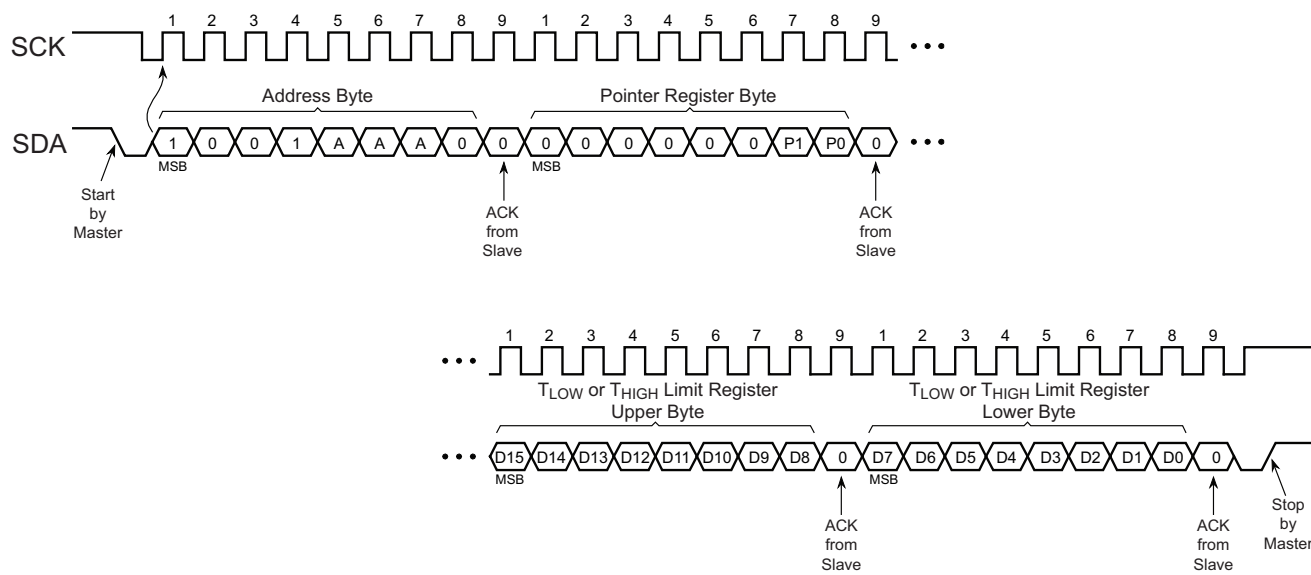 1 2 3 4 5 6 7 8 9 1 2 3 4 5 6 7 8 9
SCK
Address Byte Pointer Register Byte
SDA 1 0 0 1 A A A 0 0 0 0 0 0 0 0 P1 P0 0
MSB MSB
Start
by
Master
ACK
from
Slave
ACK
from
Slave
1 2 3 4 5 6 7 8 9 1 2 3 4 5 6 7 8 9
TLOW or THIGH Limit Register
Upper Byte
TLOW or THIGH Limit Register
Lower Byte
D15 D14 D13 D12 D11 D10 D9 D8 0 D7 D6 D5 D4 D3 D2 D1 D0 0
MSB MSB
ACK
from
Slave
ACK
from
Slave
Stop
by
Master